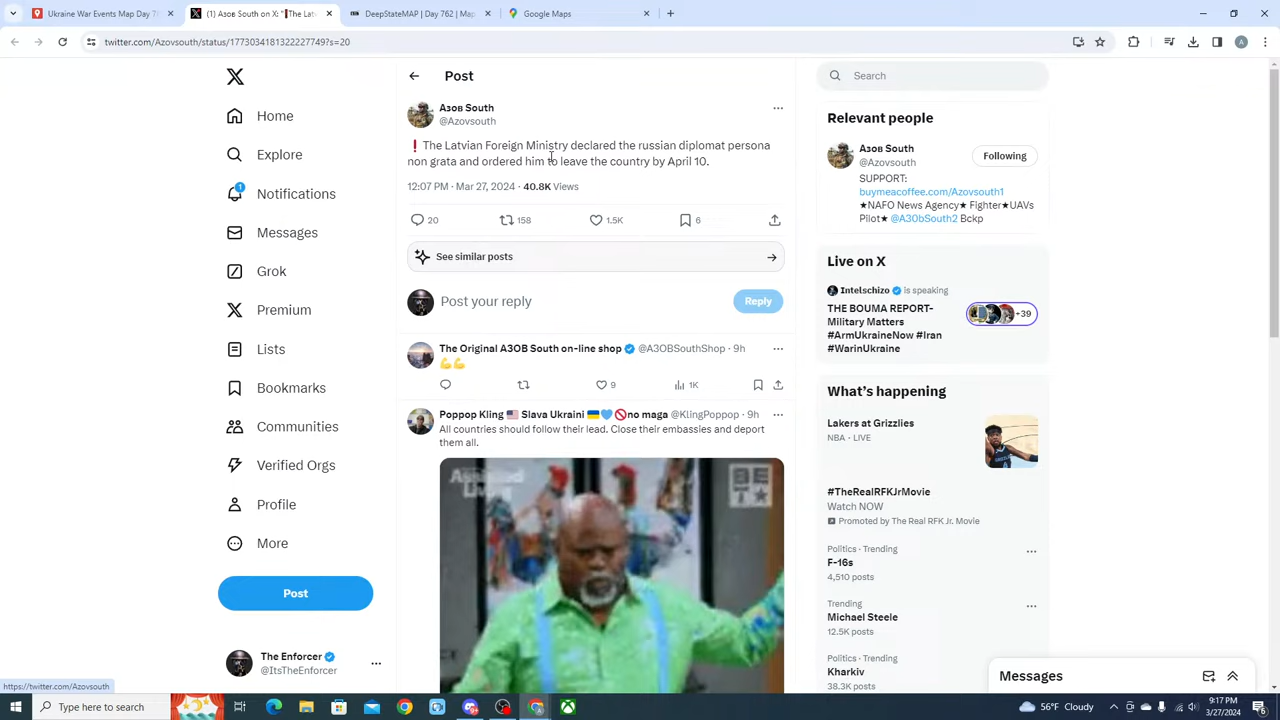 Ukraine War Events Map Day 7
(1) Азов South on X: "❗The Lat
DeepStateMAP | Day 762 | Map
Google Maps
twitter.com/Azovsouth/status/1773034181322227749?s=20
A
Home
Explore
1
Notifications
Messages
Grok
Premium
Lists
Bookmarks
Communities
Verified Orgs
Profile
More
Post
The Enforcer
@ItsTheEnforcer
https://twitter.com/Azovsouth
Post
Азов South
@Azovsouth
❗The Latvian Foreign Ministry declared the russian diplomat persona
non grata and ordered him to leave the country by April 10.
12:07 PM · Mar 27, 2024 · 40.8K Views
20 158 1.5K 6
See similar posts
Post your reply
Reply
The Original A3OB South on-line shop @A3OBSouthShop · 9h
💪💪
9 1K
Poppop Kling 🇺🇸 Slava Ukraini 🇺🇦💙🚫no maga @KlingPoppop · 9h
All countries should follow their lead. Close their embassies and deport
them all.
BE
T★
Search
Relevant people
Азов South
@Azovsouth
Following
SUPPORT:
buymeacoffee.com/Azovsouth1
★NAFO News Agency★ Fighter★UAVs
Pilot★ @A30bSouth2 Bckp
Live on X
Intelschizo is speaking
THE BOUMA REPORT-
Military Matters
#ArmUkraineNow #Iran
#WarinUkraine
+39
What's happening
Lakers at Grizzlies
NBA · LIVE
#TheRealRFKJrMovie
Watch NOW
Promoted by The Real RFK Jr. Movie
Politics · Trending
F-16s
4,510 posts
Trending
Michael Steele
12.5K posts
Politics · Trending
Kharkiv
38.3K posts
Messages
Type here to search
56°F Cloudy
9:17 PM
3/27/2024